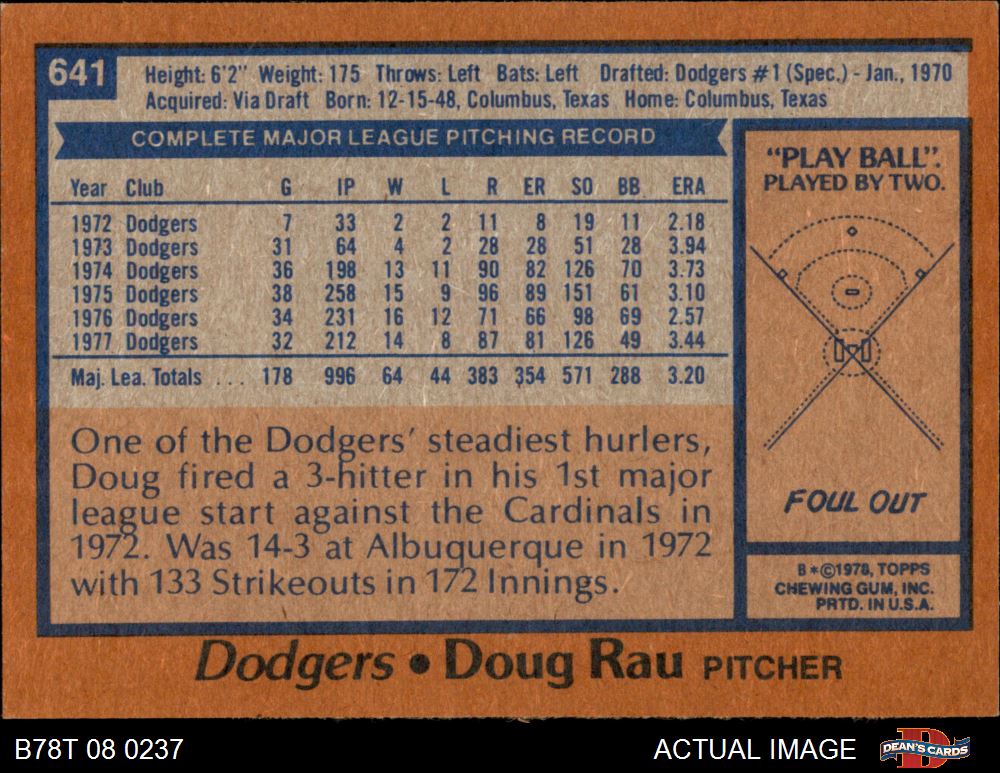 641
Height: 6'2" Weight: 175 Throws: Left Bats: Left Drafted: Dodgers #1 (Spec.) - Jan., 1970
Acquired: Via Draft Born: 12-15-48, Columbus, Texas Home: Columbus, Texas
COMPLETE MAJOR LEAGUE PITCHING RECORD
Year Club G IP W L R ER SO BB ERA
1972 Dodgers 7 33 2 2 11 8 19 11 2.18
1973 Dodgers 31 64 4 2 28 28 51 28 3.94
1974 Dodgers 36 198 13 11 90 82 126 70 3.73
1975 Dodgers 38 258 15 9 96 89 151 61 3.10
1976 Dodgers 34 231 16 12 71 66 98 69 2.57
1977 Dodgers 32 212 14 8 87 81 126 49 3.44
Maj. Lea. Totals ... 178 996 64 44 383 354 571 288 3.20
One of the Dodgers' steadiest hurlers,
Doug fired a 3-hitter in his 1st major
league start against the Cardinals in
1972. Was 14-3 at Albuquerque in 1972
with 133 Strikeouts in 172 Innings.
"PLAY BALL".
PLAYED BY TWO.
FOUL OUT
B*©1978, TOPPS
CHEWING GUM, INC.
PRTD. IN U.S.A.
Dodgers • Doug Rau PITCHER
B78T 08 0237
ACTUAL IMAGE
DEAN'S CARDS